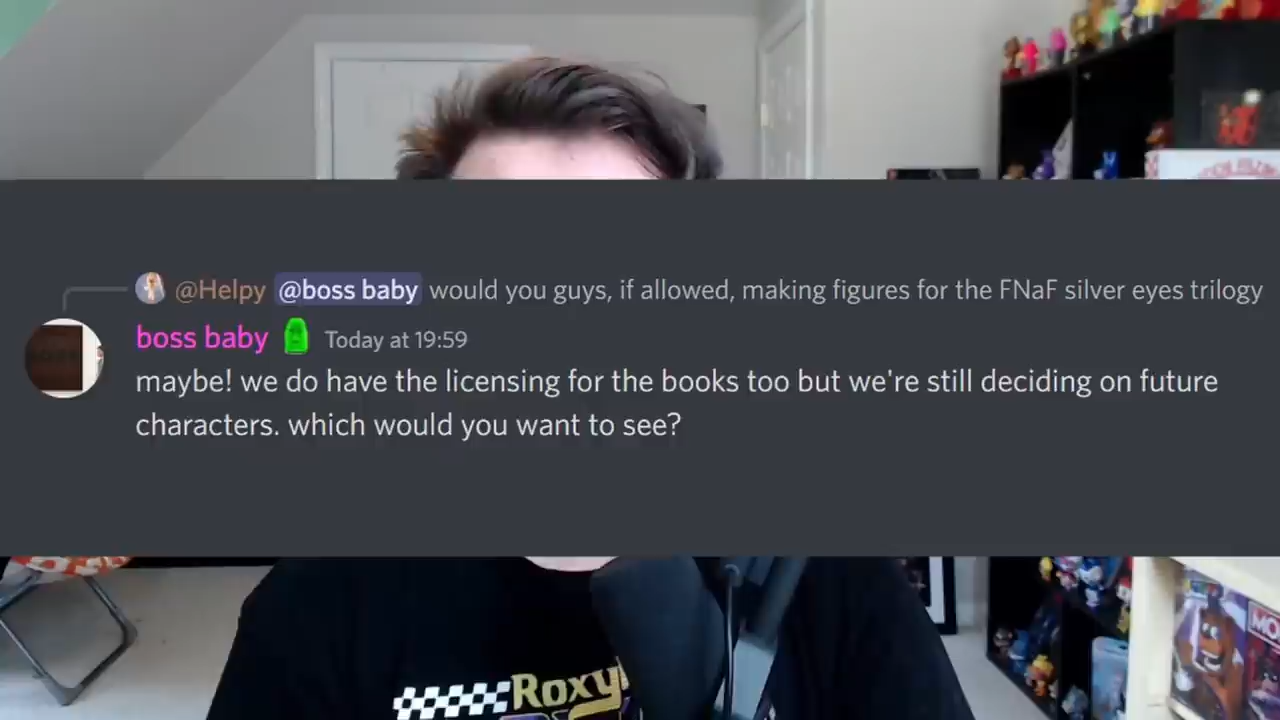 @Helpy @boss baby would you guys, if allowed, making figures for the FNaF silver eyes trilogy
boss baby Today at 19:59
maybe! we do have the licensing for the books too but we're still deciding on future
characters. which would you want to see?
Roxy
MO